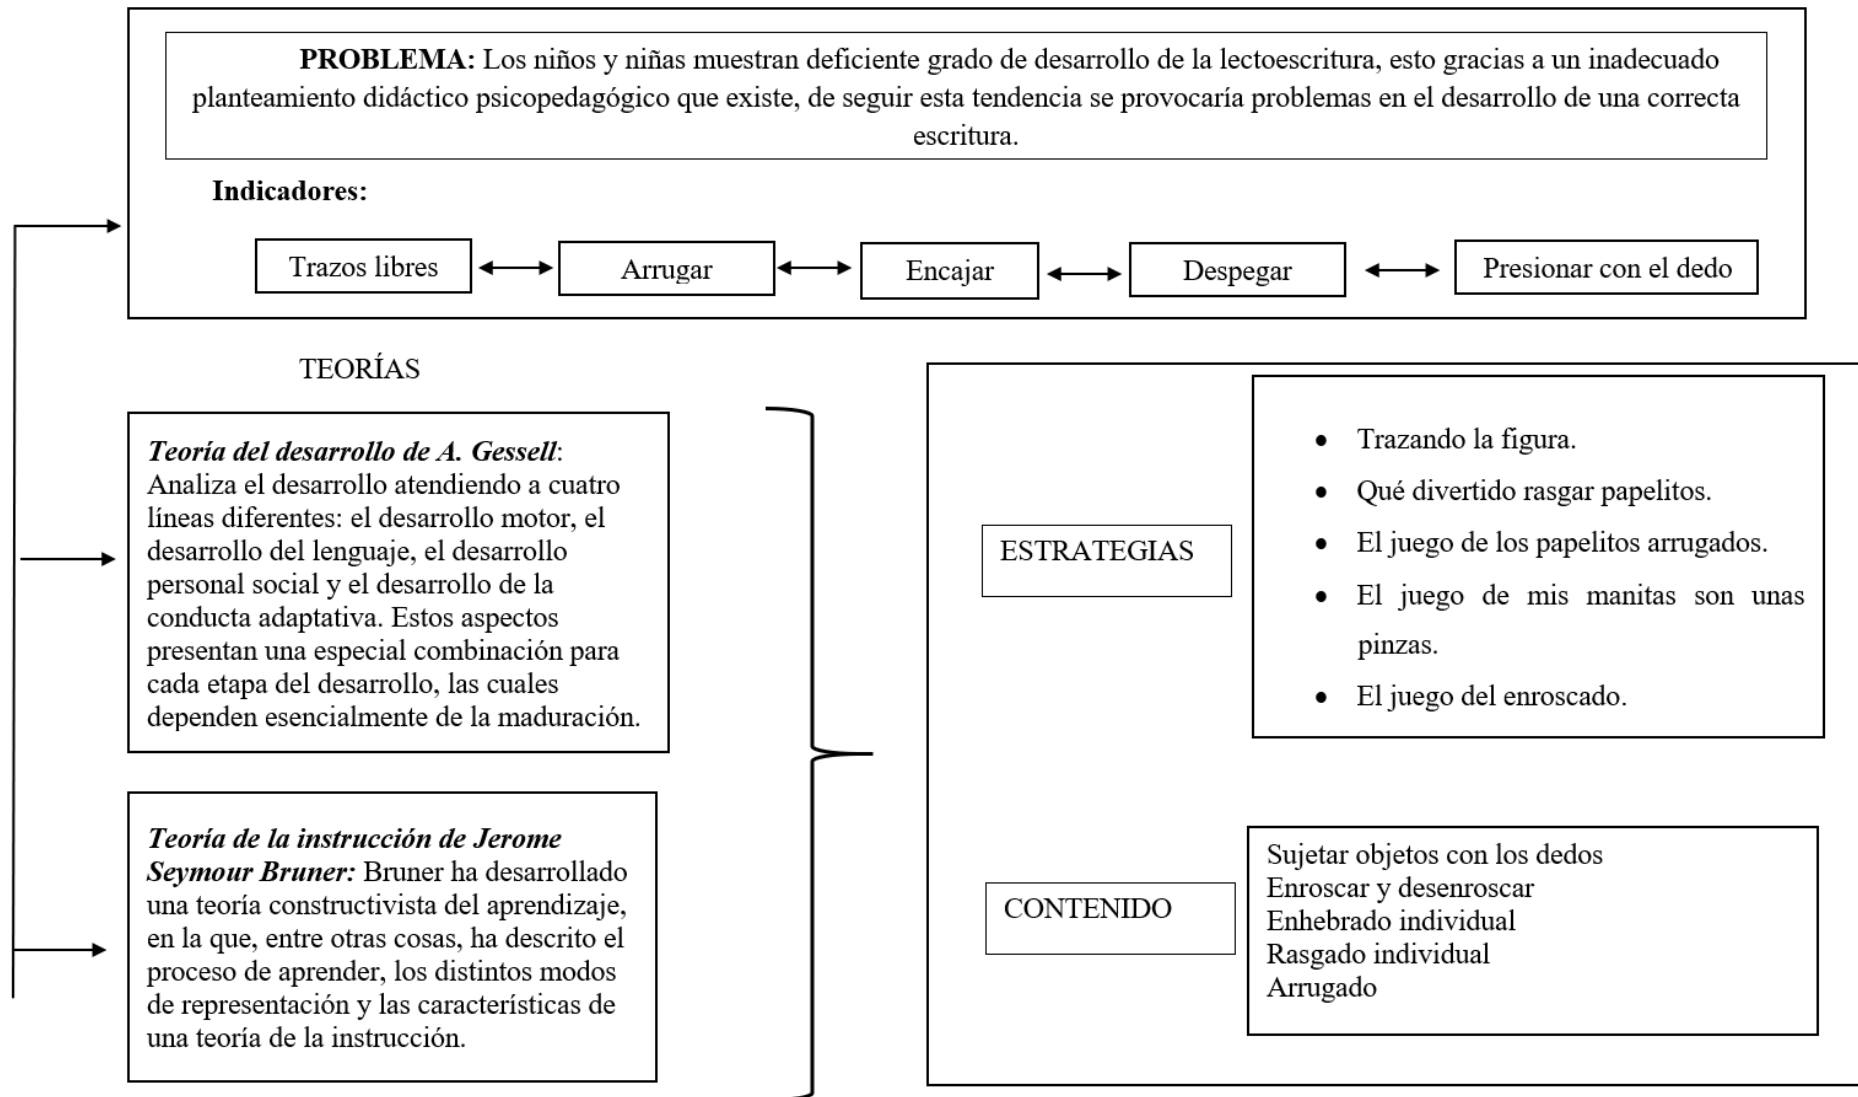 PROBLEMA: Los niños y niñas muestran deficiente grado de desarrollo de la lectoescritura, esto gracias a un inadecuado
planteamiento didáctico psicopedagógico que existe, de seguir esta tendencia se provocaría problemas en el desarrollo de una correcta
escritura.
Indicadores:
Trazos libres
Arrugar
Encajar
Despegar
Presionar con el dedo
TEORÍAS
Teoría del desarrollo de A. Gessell:
Analiza el desarrollo atendiendo a cuatro
líneas diferentes: el desarrollo motor, el
desarrollo del lenguaje, el desarrollo
personal social y el desarrollo de la
conducta adaptativa. Estos aspectos
presentan una especial combinación para
cada etapa del desarrollo, las cuales
dependen esencialmente de la maduración.
Teoría de la instrucción de Jerome
Seymour Bruner: Bruner ha desarrollado
una teoría constructivista del aprendizaje,
en la que, entre otras cosas, ha descrito el
proceso de aprender, los distintos modos
de representación y las características de
una teoría de la instrucción.
ESTRATEGIAS
• Trazando la figura.
• Qué divertido rasgar papelitos.
• El juego de los papelitos arrugados.
• El juego de mis manitas son unas
pinzas.
• El juego del enroscado.
CONTENIDO
Sujetar objetos con los dedos
Enroscar y desenroscar
Enhebrado individual
Rasgado individual
Arrugado